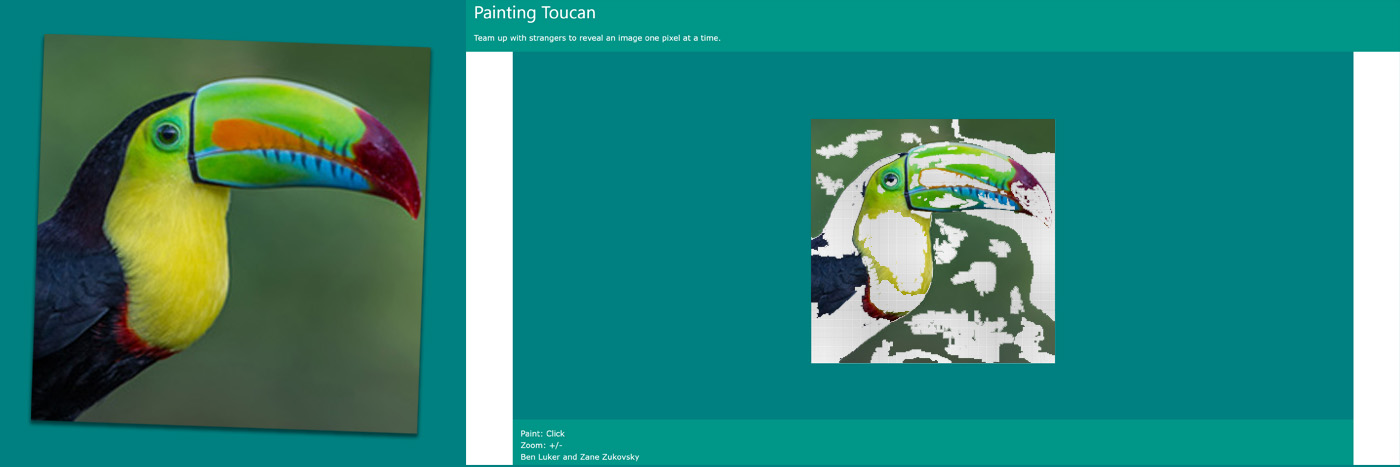 Painting Toucan
Team up with strangers to reveal an image one pixel at a time.
Paint: Click
Zoom: +/-
Ben Luker and Zane Zukovsky